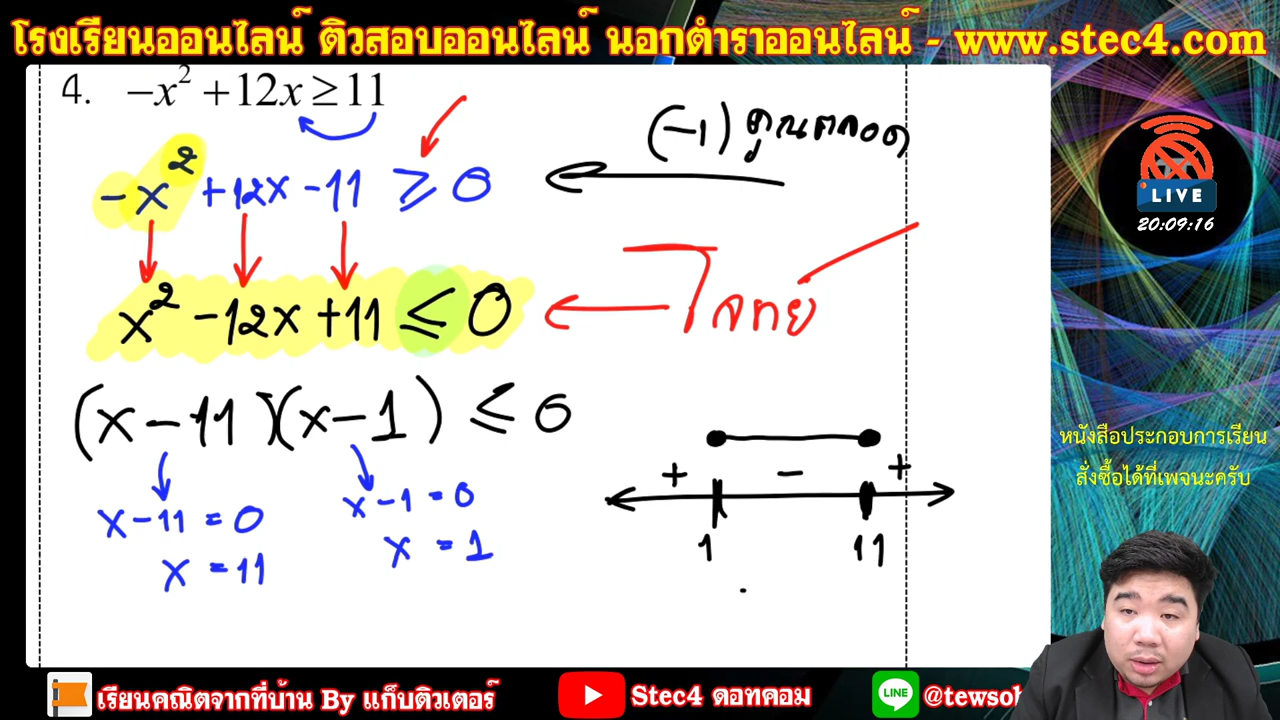 โรงเรียนออนไลน์ ติวสอบออนไลน์ นอกตำราออนไลน์ - www.stec4.com
4. −x² + 12x ≥ 11
(−1) คูณตลอด
−x² + 12x − 11 ≥ 0
LIVE
20:09:16
x² − 12x + 11 ≤ 0
โจทย์
(x − 11)(x − 1) ≤ 0
หนังสือประกอบการเรียน
สั่งซื้อได้ที่เพจนะครับ
+ − +
x − 11 = 0
x − 1 = 0
x = 11
x = 1
1 11
เรียนคณิตจากที่บ้าน By แก็บติวเตอร์
Stec4 ดอทคอม
LINE